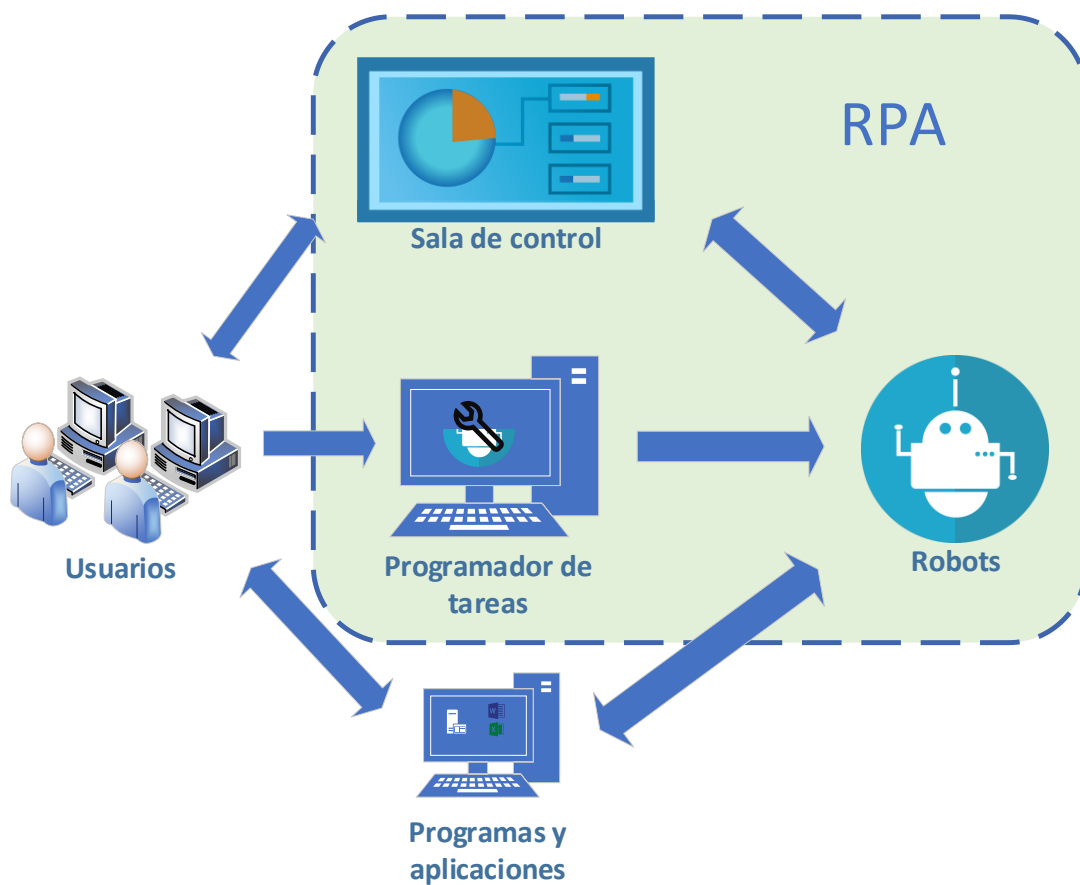 RPA
Sala de control
Usuarios
Programador de
tareas
Robots
W
X
Programas y
aplicaciones